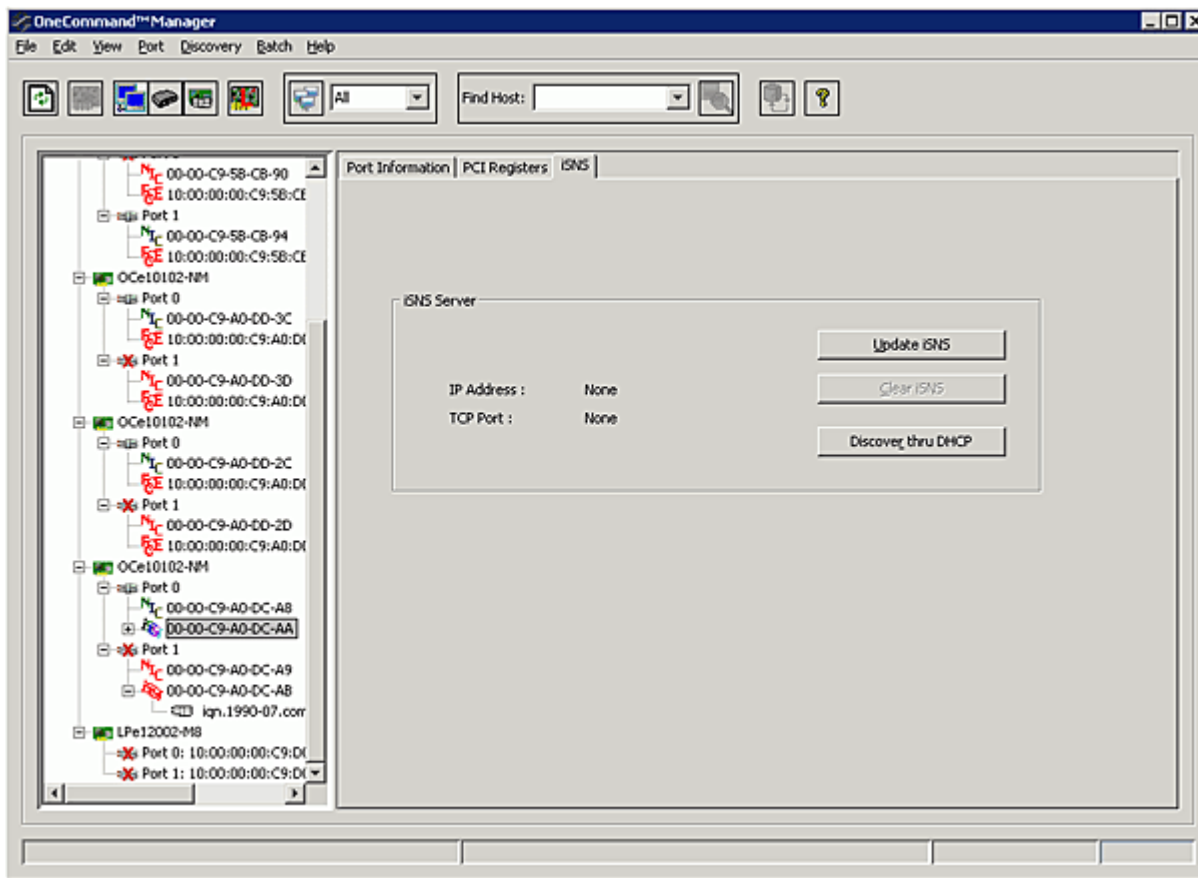 OneCommand™Manager
File Edit View Port Discovery Batch Help
All
Find Host:
00-00-C9-5B-CB-90
10:00:00:00:C9:5B:CE
Port 1
00-00-C9-5B-CB-94
10:00:00:00:C9:5B:CE
OCe10102-NM
Port 0
00-00-C9-A0-DD-3C
10:00:00:00:C9:A0:D
Port 1
00-00-C9-A0-DD-3D
10:00:00:00:C9:A0:D
OCe10102-NM
Port 0
00-00-C9-A0-DD-2C
10:00:00:00:C9:A0:D
Port 1
00-00-C9-A0-DD-2D
10:00:00:00:C9:A0:D
OCe10102-NM
Port 0
00-00-C9-A0-DC-A8
00-00-C9-A0-DC-AA
Port 1
00-00-C9-A0-DC-A9
00-00-C9-A0-DC-AB
iqn.1990-07.com
LPe12002-M8
Port 0: 10:00:00:00:C9:D
Port 1: 10:00:00:00:C9:D
Port Information PCI Registers iSNS
iSNS Server
Update iSNS
IP Address : None
Clear iSNS
TCP Port : None
Discover thru DHCP